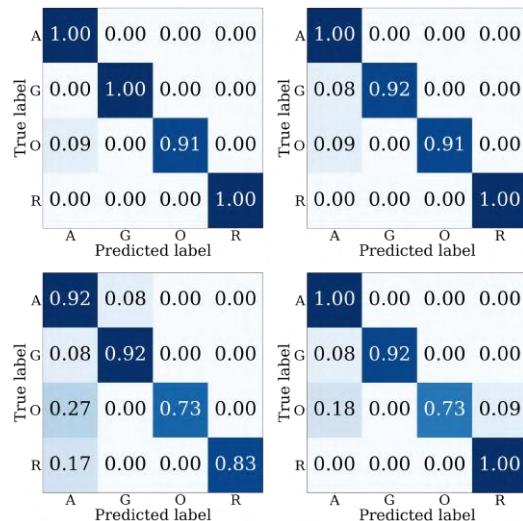 A 1.00 0.00 0.00 0.00
G 0.00 1.00 0.00 0.00
O 0.09 0.00 0.91 0.00
R 0.00 0.00 0.00 1.00
A G O R
True label
Predicted label
A 1.00 0.00 0.00 0.00
G 0.08 0.92 0.00 0.00
O 0.09 0.00 0.91 0.00
R 0.00 0.00 0.00 1.00
A G O R
True label
Predicted label
A 0.92 0.08 0.00 0.00
G 0.08 0.92 0.00 0.00
O 0.27 0.00 0.73 0.00
R 0.17 0.00 0.00 0.83
A G O R
True label
Predicted label
A 1.00 0.00 0.00 0.00
G 0.08 0.92 0.00 0.00
O 0.18 0.00 0.73 0.09
R 0.00 0.00 0.00 1.00
A G O R
True label
Predicted label